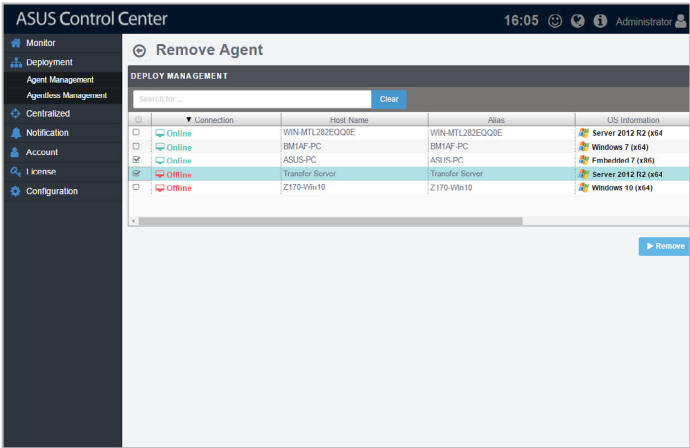 ASUS Control Center
16:05
Administrator
Monitor
Deployment
Agent Management
Agentless Management
Centralized
Notification
Account
License
Configuration
Remove Agent
DEPLOY MANAGEMENT
Search for ...
Clear
Connection Host Name Alias OS Information
Online WIN-MTL282EQQ0E WIN-MTL282EQQ0E Server 2012 R2 (x64
Online BM1AF-PC BM1AF-PC Windows 7 (x64)
Online ASUS-PC ASUS-PC Embedded 7 (x86)
Offline Transfer Server Transfer Server Server 2012 R2 (x64
Offline Z170-Win10 Z170-Win10 Windows 10 (x64)
Remove